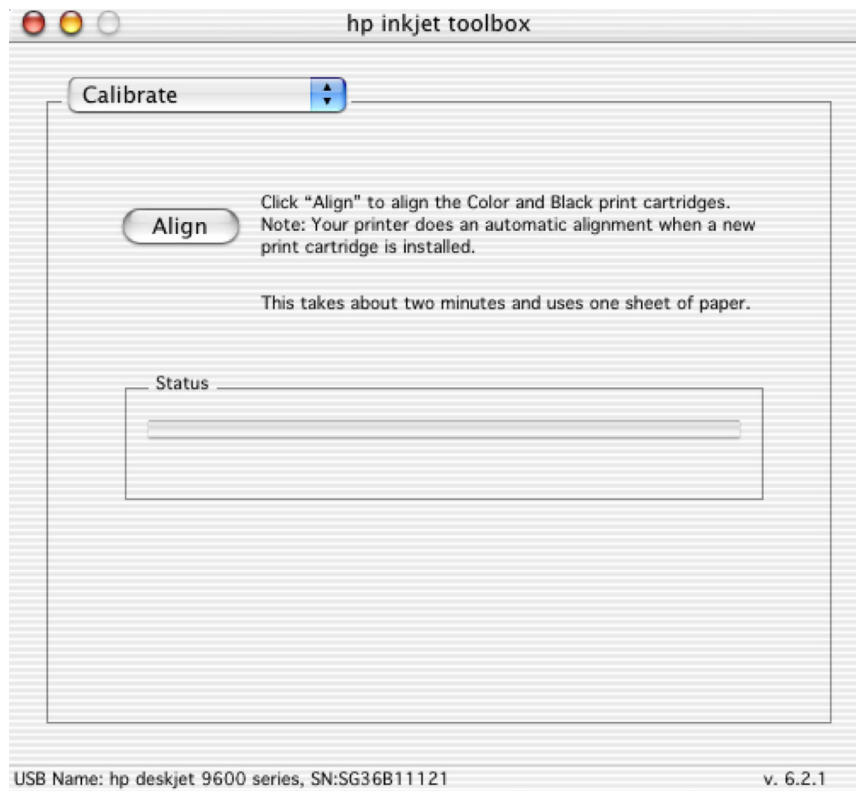 hp inkjet toolbox
Calibrate
Align
Click “Align” to align the Color and Black print cartridges.
Note: Your printer does an automatic alignment when a new
print cartridge is installed.
This takes about two minutes and uses one sheet of paper.
Status
USB Name: hp deskjet 9600 series, SN:SG36B11121
v. 6.2.1